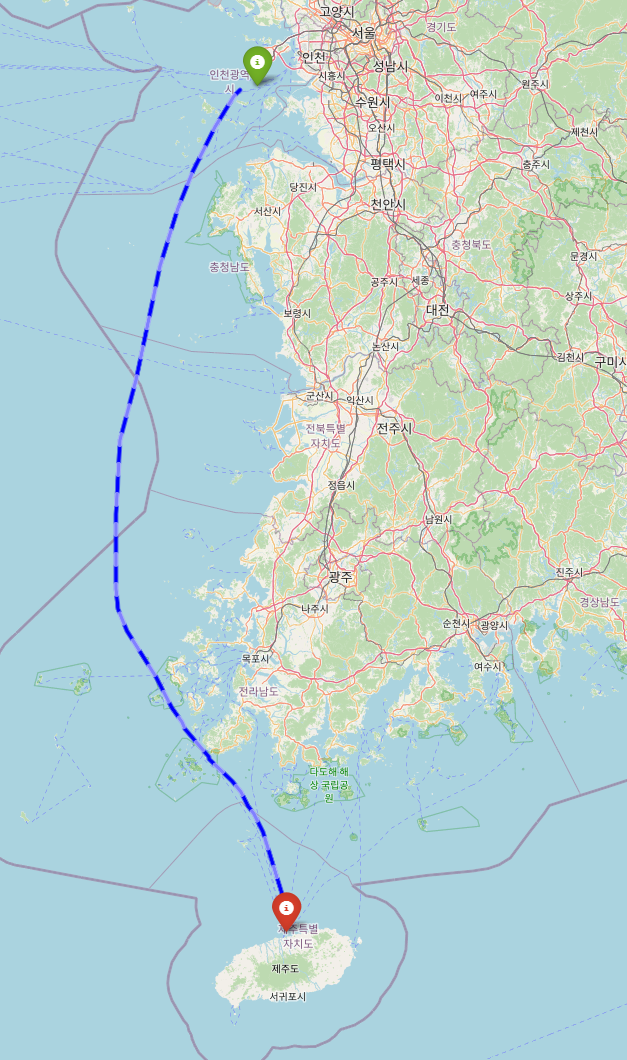 고양시
서울
경기도
인천
시흥시
성남시
인천광역
시
원주시
수원시
이천시
여주시
오산시
제천시
평택시
충주시
당진시
천안시
서산시
충청북도
문경시
충청남도
공주시
세종
상주시
보령시
대전
논산시
김천시
구미시
군산시
익산시
전북특별
자치도
전주시
정읍시
남원시
광주
진주시
나주시
경상남도
순천시
광양시
목포시
여수시
전라남도
다도해 해
상 국립공
원
제주특별
자치도
제주도
서귀포시